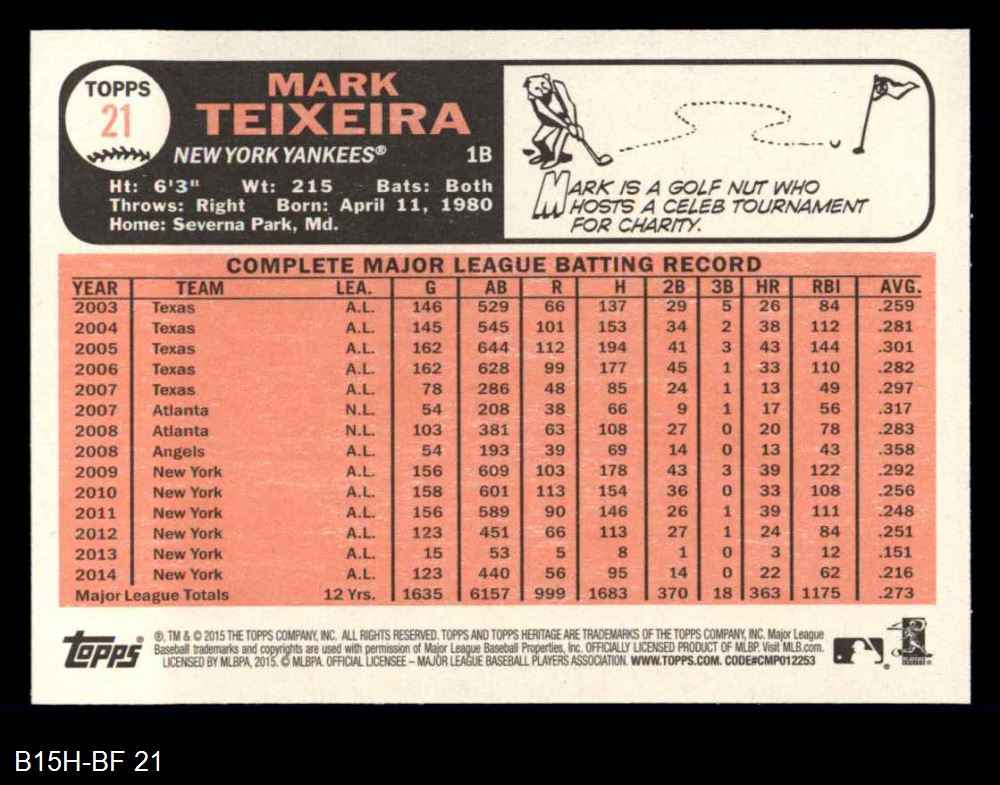 TOPPS
21
MARK
TEIXEIRA
NEW YORK YANKEES® 1B
Ht: 6'3" Wt: 215 Bats: Both
Throws: Right Born: April 11, 1980
Home: Severna Park, Md.
MARK IS A GOLF NUT WHO
HOSTS A CELEB TOURNAMENT
FOR CHARITY.
COMPLETE MAJOR LEAGUE BATTING RECORD
YEAR TEAM LEA. G AB R H 2B 3B HR RBI AVG.
2003 Texas A.L. 146 529 66 137 29 5 26 84 .259
2004 Texas A.L. 145 545 101 153 34 2 38 112 .281
2005 Texas A.L. 162 644 112 194 41 3 43 144 .301
2006 Texas A.L. 162 628 99 177 45 1 33 110 .282
2007 Texas A.L. 78 286 48 85 24 1 13 49 .297
2007 Atlanta N.L. 54 208 38 66 9 1 17 56 .317
2008 Atlanta N.L. 103 381 63 108 27 0 20 78 .283
2008 Angels A.L. 54 193 39 69 14 0 13 43 .358
2009 New York A.L. 156 609 103 178 43 3 39 122 .292
2010 New York A.L. 158 601 113 154 36 0 33 108 .256
2011 New York A.L. 156 589 90 146 26 1 39 111 .248
2012 New York A.L. 123 451 66 113 27 1 24 84 .251
2013 New York A.L. 15 53 5 8 1 0 3 12 .151
2014 New York A.L. 123 440 56 95 14 0 22 62 .216
Major League Totals 12 Yrs. 1635 6157 999 1683 370 18 363 1175 .273
Topps®
®, TM & © 2015 THE TOPPS COMPANY, INC. ALL RIGHTS RESERVED. TOPPS AND TOPPS HERITAGE ARE TRADEMARKS OF THE TOPPS COMPANY, INC. Major League
Baseball trademarks and copyrights are used with permission of Major League Baseball Properties, Inc. OFFICIALLY LICENSED PRODUCT OF MLBP. Visit MLB.com.
LICENSED BY MLBPA, 2015. © MLBPA. OFFICIAL LICENSEE – MAJOR LEAGUE BASEBALL PLAYERS ASSOCIATION. WWW.TOPPS.COM. CODE#CMP012253
B15H-BF 21